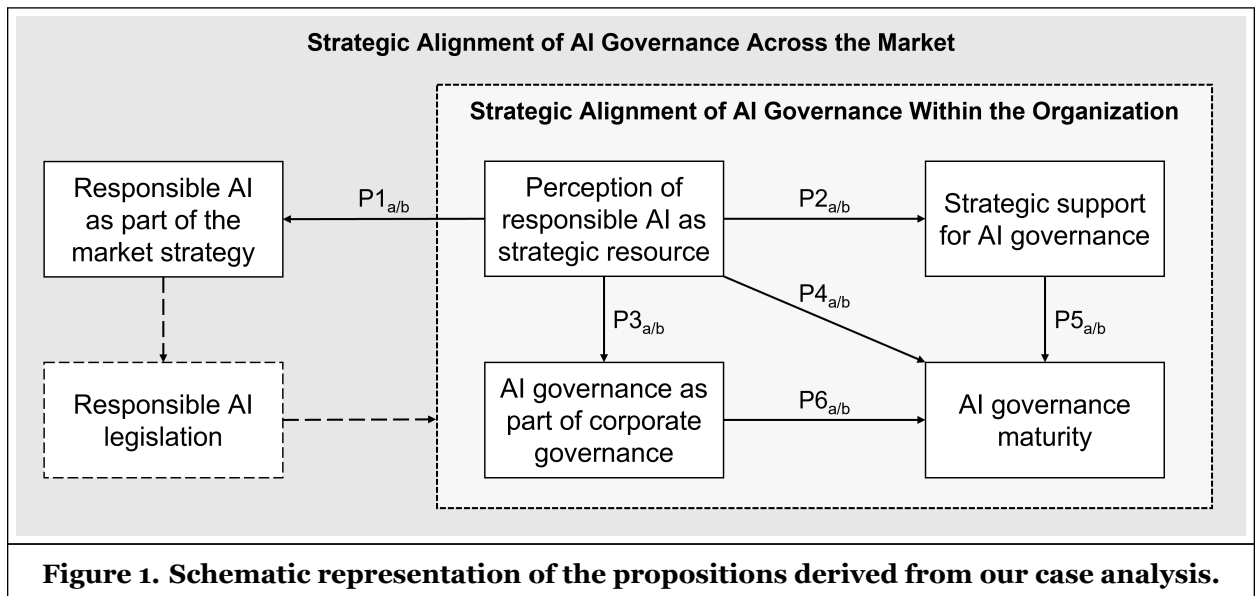 Strategic Alignment of AI Governance Across the Market
Strategic Alignment of AI Governance Within the Organization
Responsible AI
as part of the
market strategy
P1a/b
Perception of
responsible AI as
strategic resource
P2a/b
Strategic support
for AI governance
P3a/b
P4a/b
P5a/b
Responsible AI
legislation
AI governance as
part of corporate
governance
P6a/b
AI governance
maturity
Figure 1. Schematic representation of the propositions derived from our case analysis.